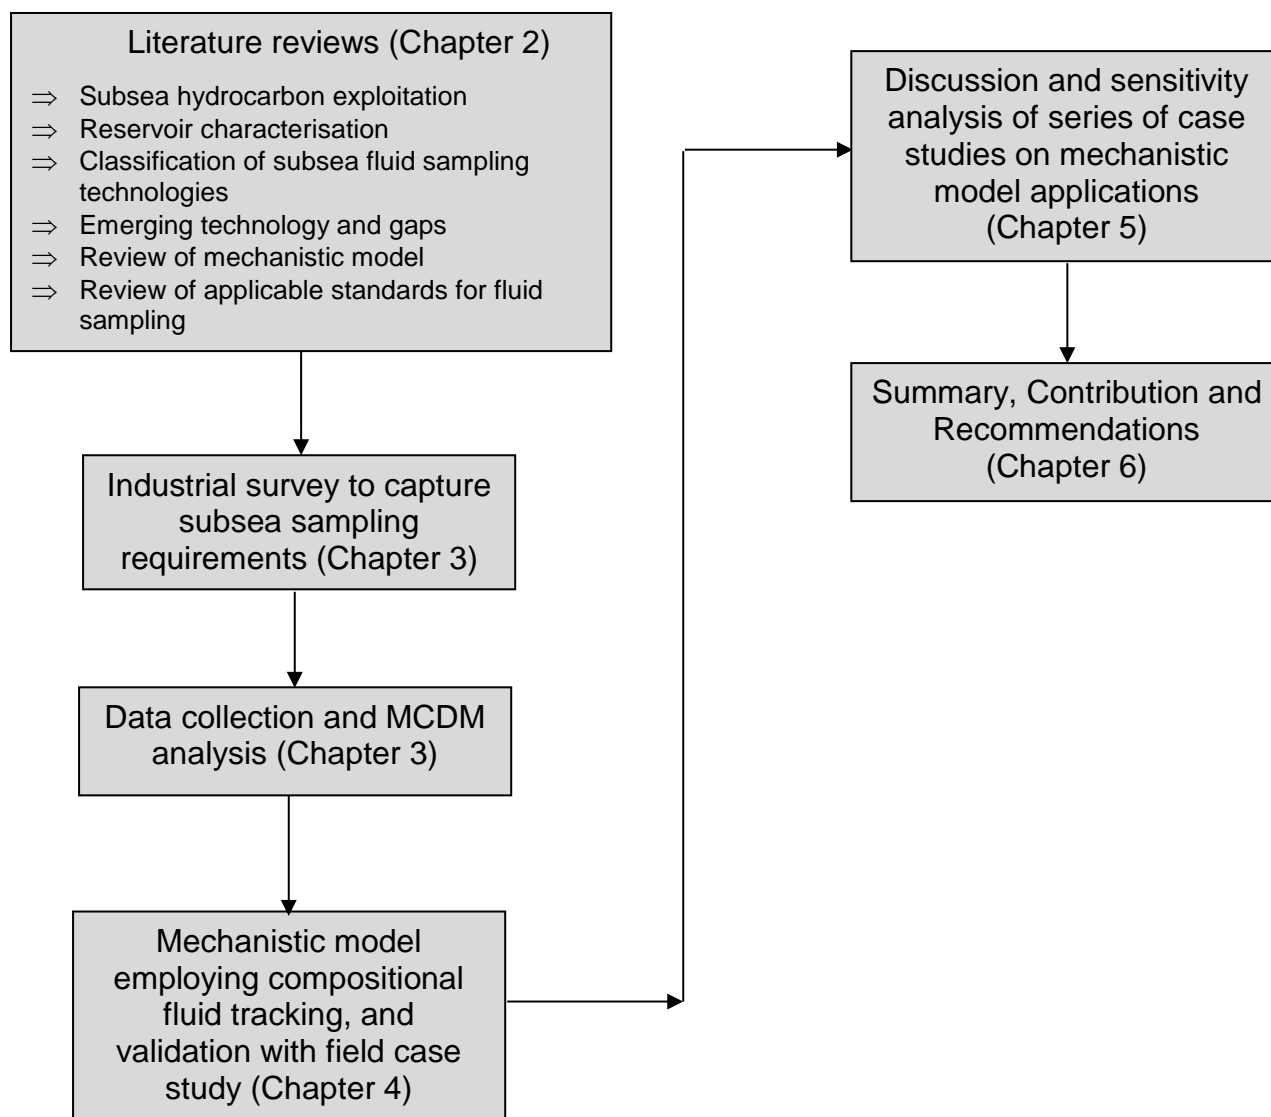 Literature reviews (Chapter 2)
⇒ Subsea hydrocarbon exploitation
⇒ Reservoir characterisation
⇒ Classification of subsea fluid sampling
technologies
⇒ Emerging technology and gaps
⇒ Review of mechanistic model
⇒ Review of applicable standards for fluid
sampling
Industrial survey to capture
subsea sampling
requirements (Chapter 3)
Data collection and MCDM
analysis (Chapter 3)
Mechanistic model
employing compositional
fluid tracking, and
validation with field case
study (Chapter 4)
Discussion and sensitivity
analysis of series of case
studies on mechanistic
model applications
(Chapter 5)
Summary, Contribution and
Recommendations
(Chapter 6)